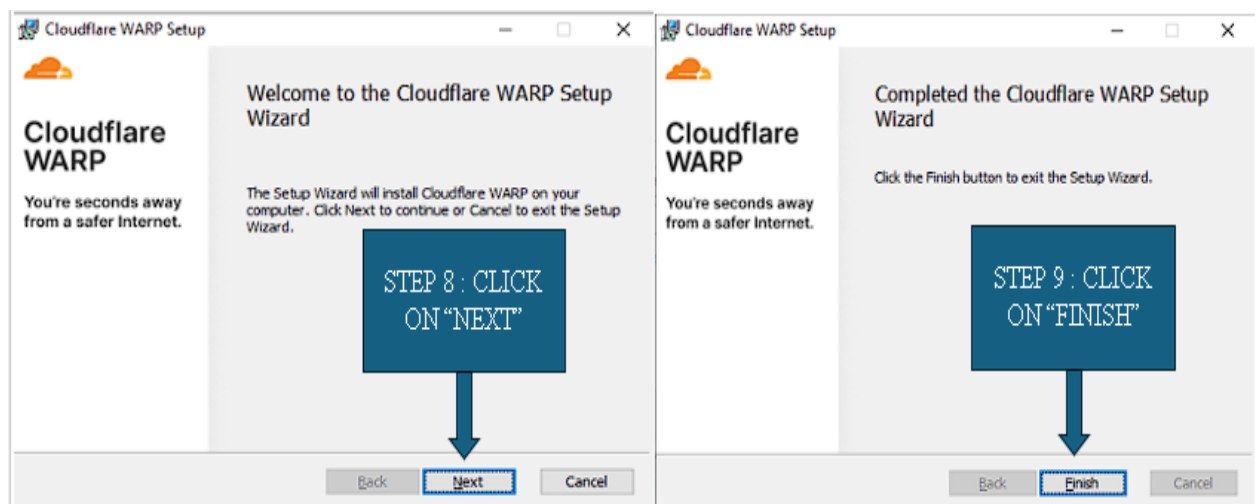 Cloudflare WARP Setup
Cloudflare
WARP
You're seconds away
from a safer Internet.
Welcome to the Cloudflare WARP Setup
Wizard
The Setup Wizard will install Cloudflare WARP on your
computer. Click Next to continue or Cancel to exit the Setup
Wizard.
STEP 8 : CLICK
ON “NEXT”
Back Next Cancel
Cloudflare WARP Setup
Cloudflare
WARP
You're seconds away
from a safer Internet.
Completed the Cloudflare WARP Setup
Wizard
Click the Finish button to exit the Setup Wizard.
STEP 9 : CLICK
ON “FINISH”
Back Finish Cancel